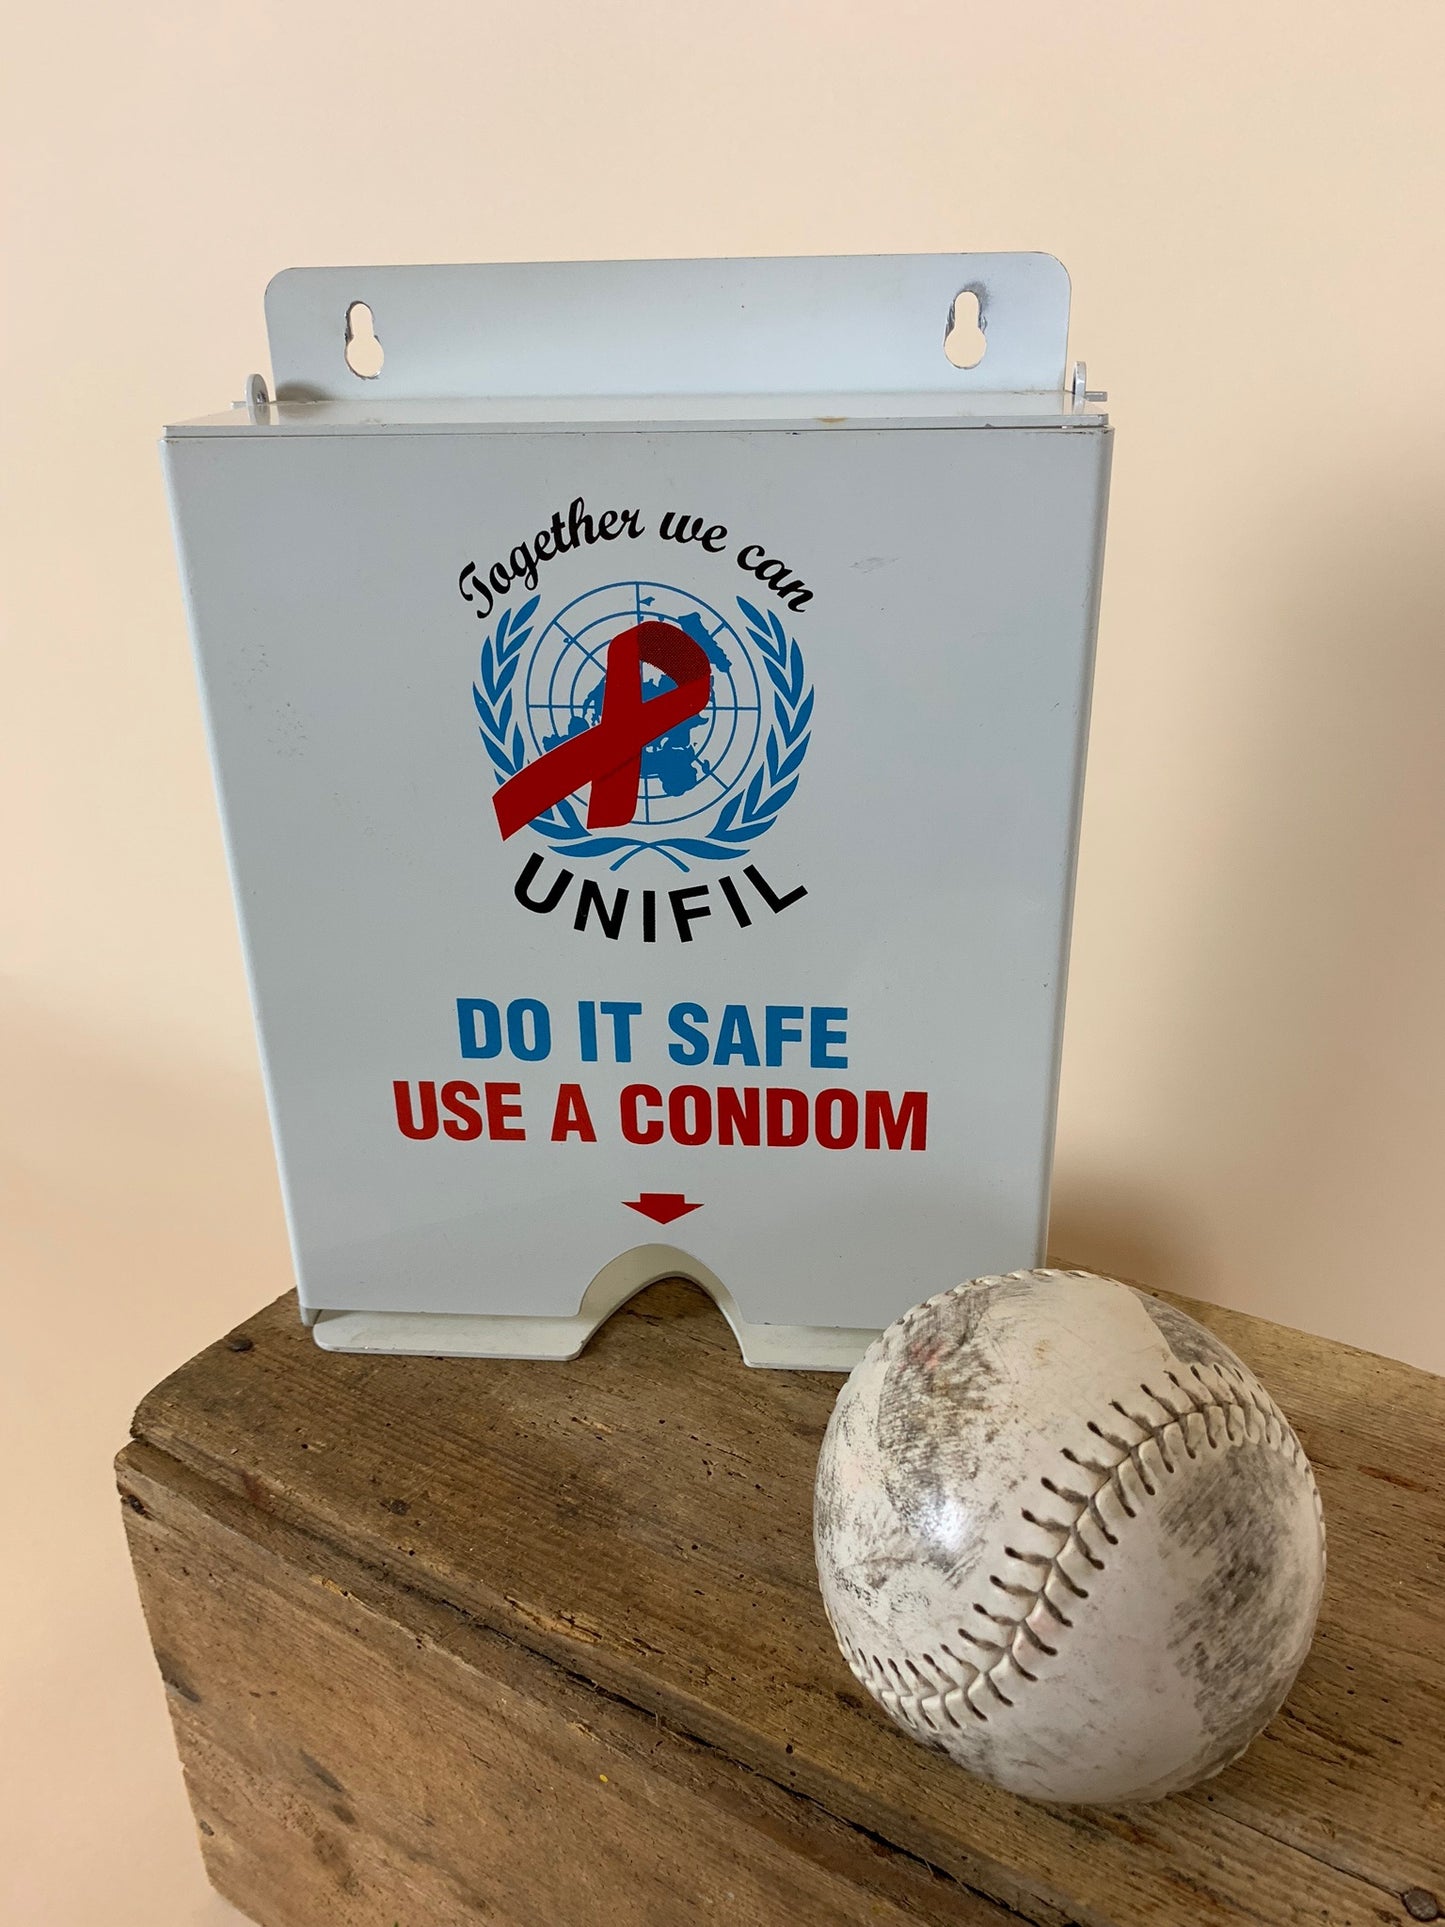 Together we can
UNIFIL
DO IT SAFE
USE A CONDOM